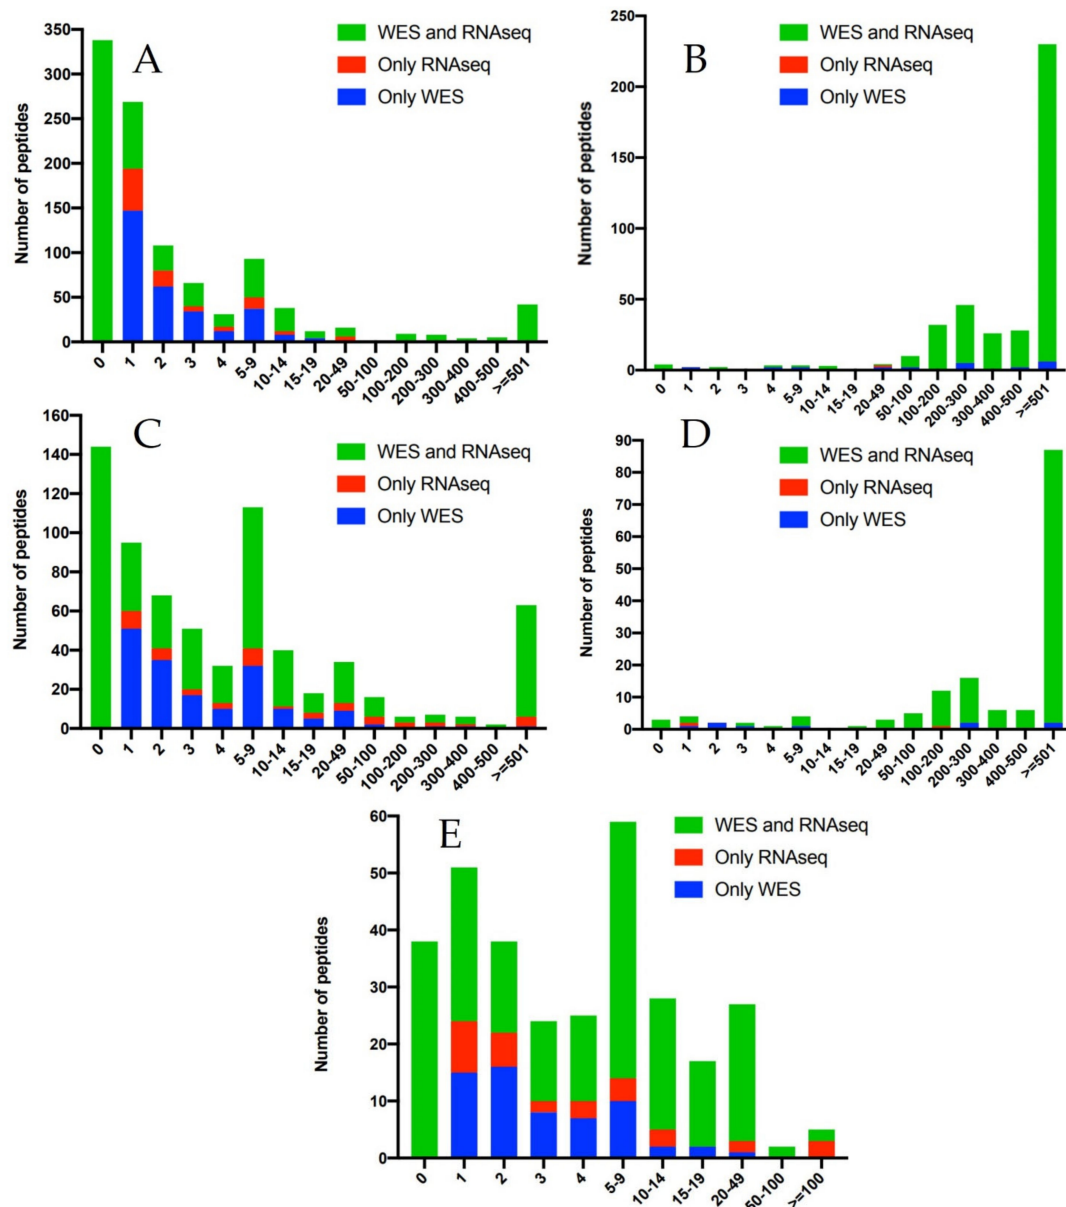 A
WES and RNAseq
Only RNAseq
Only WES
Number of peptides
350
300
250
200
150
100
50
0
0 1 2 3 4 5-9 10-14 15-19 20-49 50-100 100-200 200-300 300-400 400-500 >=501
B
WES and RNAseq
Only RNAseq
Only WES
Number of peptides
250
200
150
100
50
0
0 1 2 3 4 5-9 10-14 15-19 20-49 50-100 100-200 200-300 300-400 400-500 >=501
C
WES and RNAseq
Only RNAseq
Only WES
Number of peptides
160
140
120
100
80
60
40
20
0
0 1 2 3 4 5-9 10-14 15-19 20-49 50-100 100-200 200-300 300-400 400-500 >=501
D
WES and RNAseq
Only RNAseq
Only WES
Number of peptides
90
80
70
60
50
40
30
20
10
0
0 1 2 3 4 5-9 10-14 15-19 20-49 50-100 100-200 200-300 300-400 400-500 >=501
E
WES and RNAseq
Only RNAseq
Only WES
Number of peptides
60
50
40
30
20
10
0
0 1 2 3 4 5-9 10-14 15-19 20-49 50-100 >=100